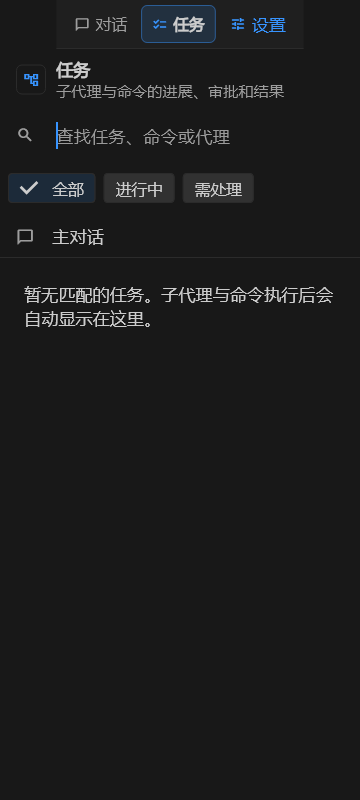 对话
任务
设置
任务
子代理与命令的进展、审批和结果
查找任务、命令或代理
全部
进行中
需处理
主对话
暂无匹配的任务。子代理与命令执行后会
自动显示在这里。